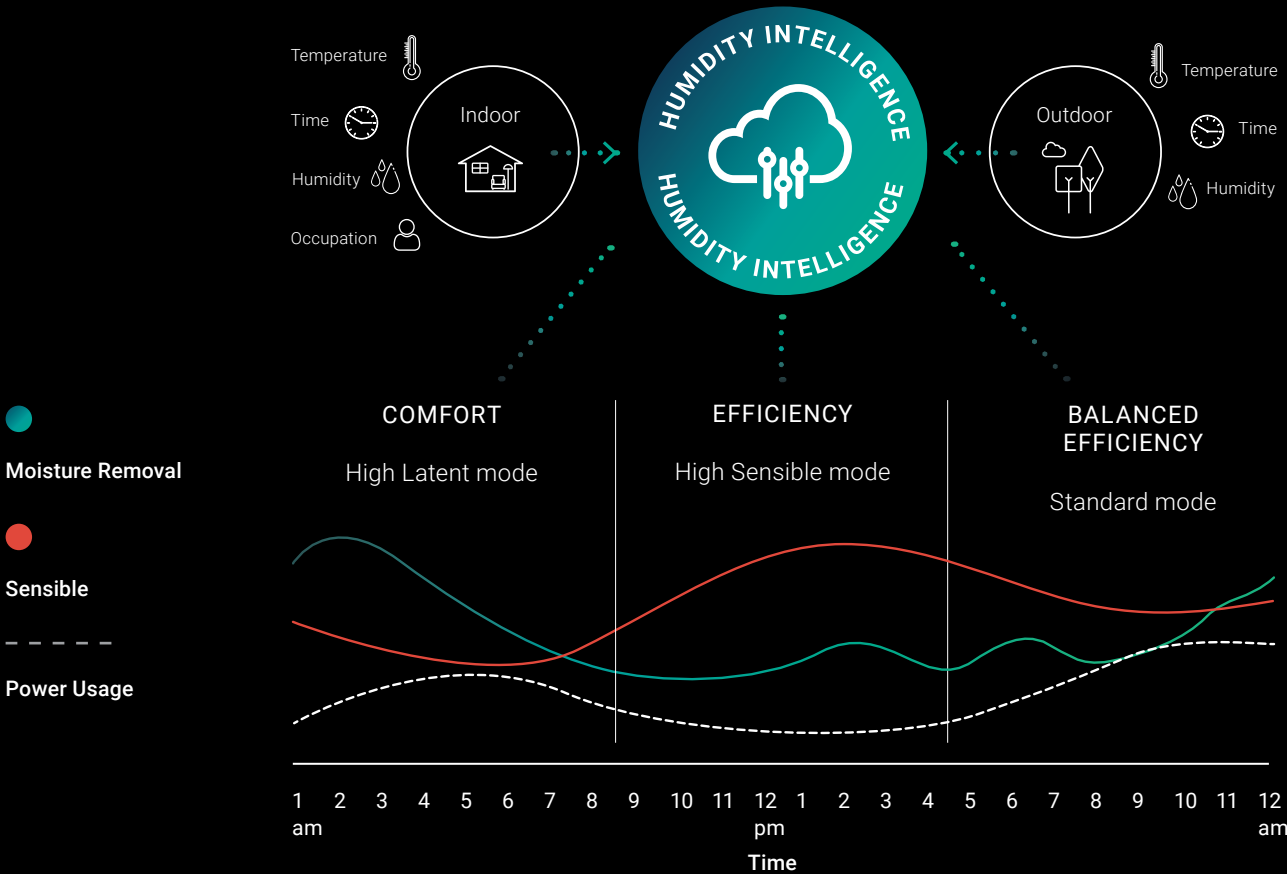 HUMIDITY INTELLIGENCE
HUMIDITY INTELLIGENCE
Temperature
Time
Humidity
Occupation
Indoor
Outdoor
Temperature
Time
Humidity
COMFORT
High Latent mode
EFFICIENCY
High Sensible mode
BALANCED
EFFICIENCY
Standard mode
Moisture Removal
Sensible
Power Usage
1 2 3 4 5 6 7 8 9 10 11 12 1 2 3 4 5 6 7 8 9 10 11 12
am pm am
Time